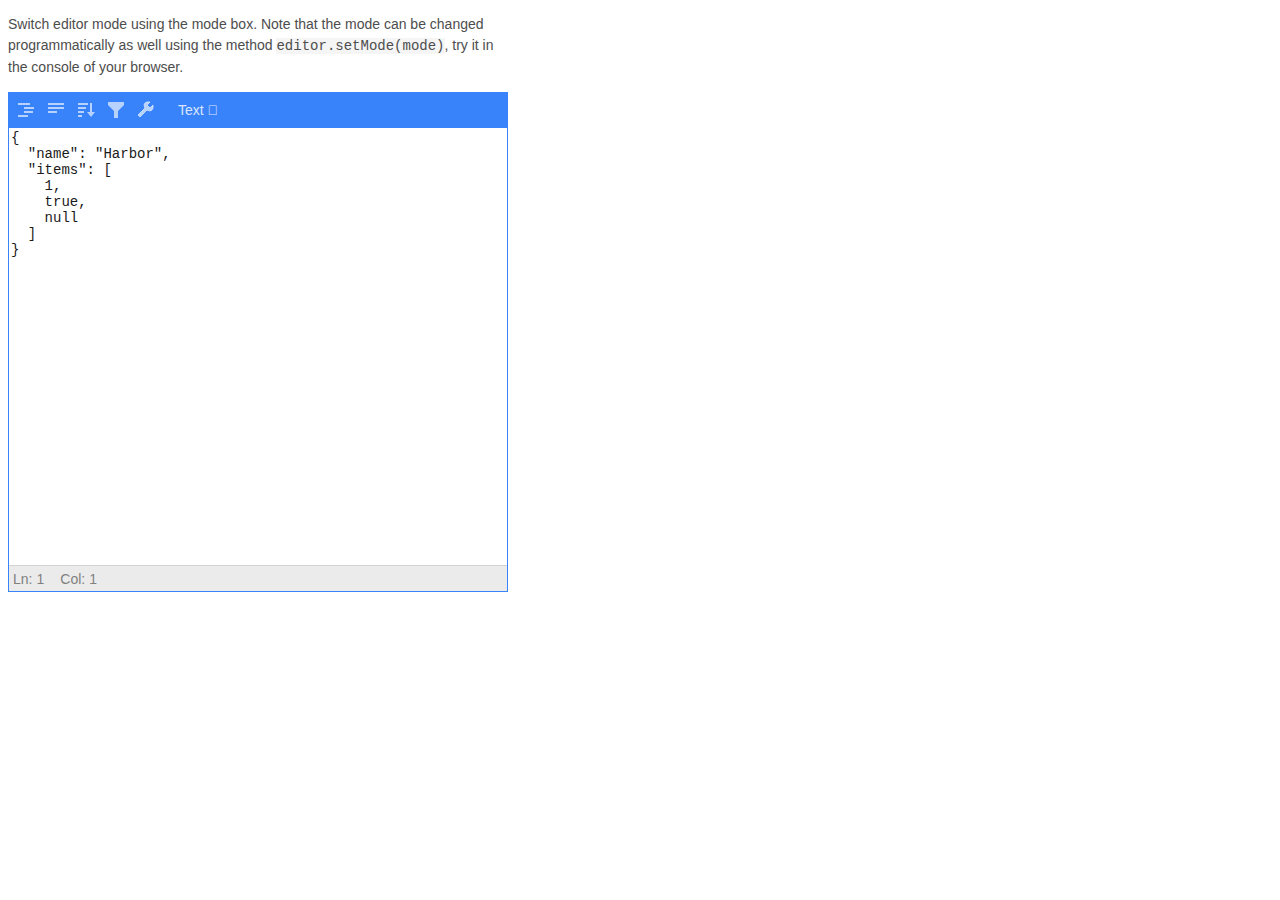 Switch editor mode using the mode box. Note that the mode can be changed
programmatically as well using the method editor.setMode(mode), try it in
the console of your browser.
Text
{
  "name": "Harbor",
  "items": [
    1,
    true,
    null
  ]
}
Ln: 1 Col: 1